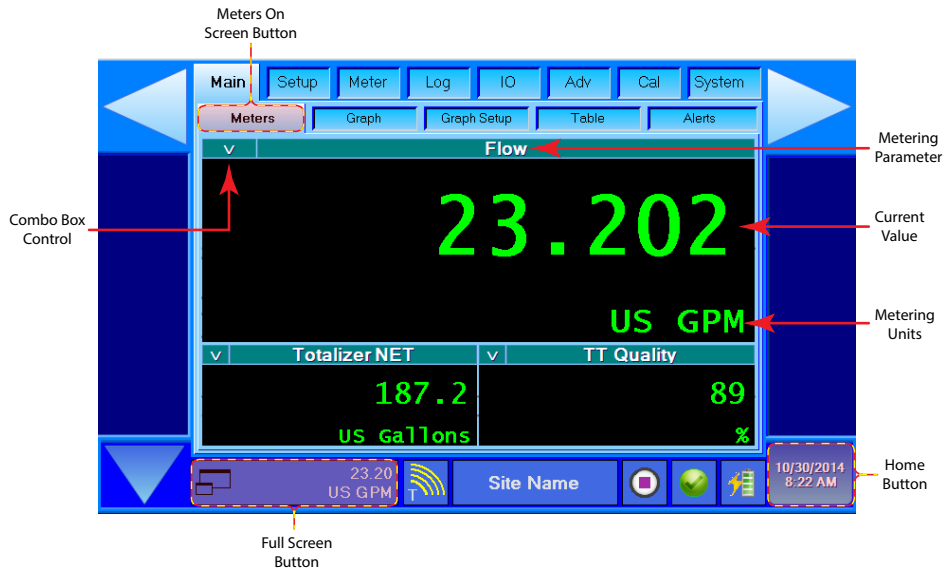 Meters On
Screen Button
Main Setup Meter Log IO Adv Cal System
Meters Graph Graph Setup Table Alerts
v Flow
Metering
Parameter
23.202
Combo Box
Control
Current
Value
US GPM
Metering
Units
v Totalizer NET v TT Quality
187.2 89
US Gallons %
23.20
US GPM
T
Site Name
10/30/2014
8:22 AM
Home
Button
Full Screen
Button